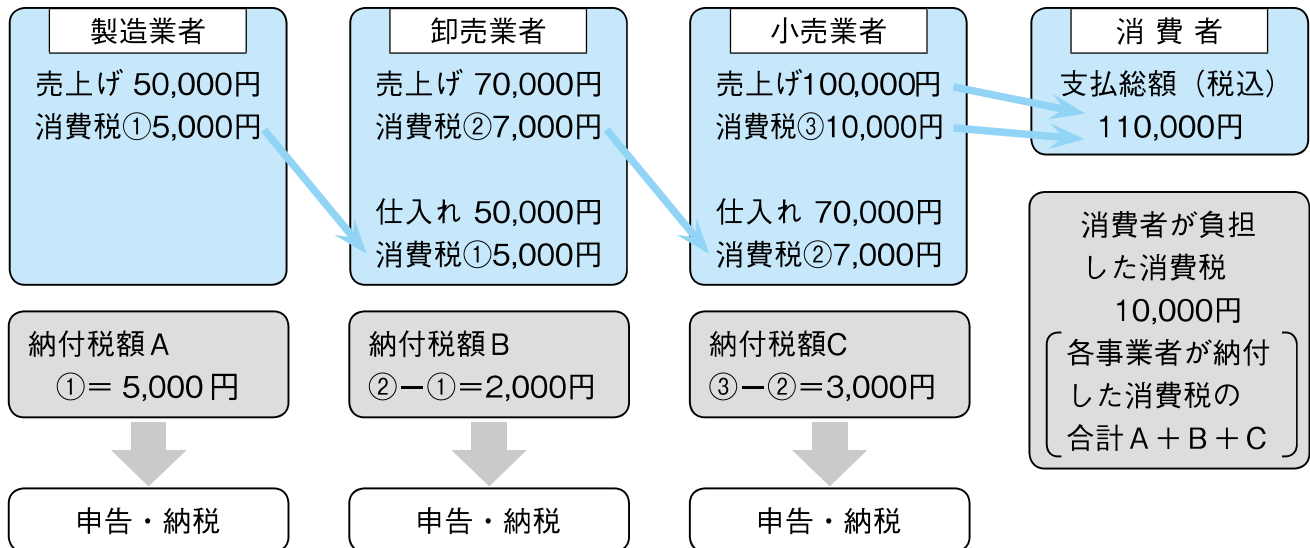 製造業者
売上げ 50,000円
消費税①5,000円
卸売業者
売上げ 70,000円
消費税②7,000円
仕入れ 50,000円
消費税①5,000円
小売業者
売上げ100,000円
消費税③10,000円
仕入れ 70,000円
消費税②7,000円
消 費 者
支払総額（税込）
110,000円
納付税額A
①＝ 5,000 円
納付税額B
②－①＝2,000円
納付税額C
③－②＝3,000円
消費者が負担
した消費税
10,000円
各事業者が納付
した消費税の
合計A＋B＋C
申告・納税
申告・納税
申告・納税